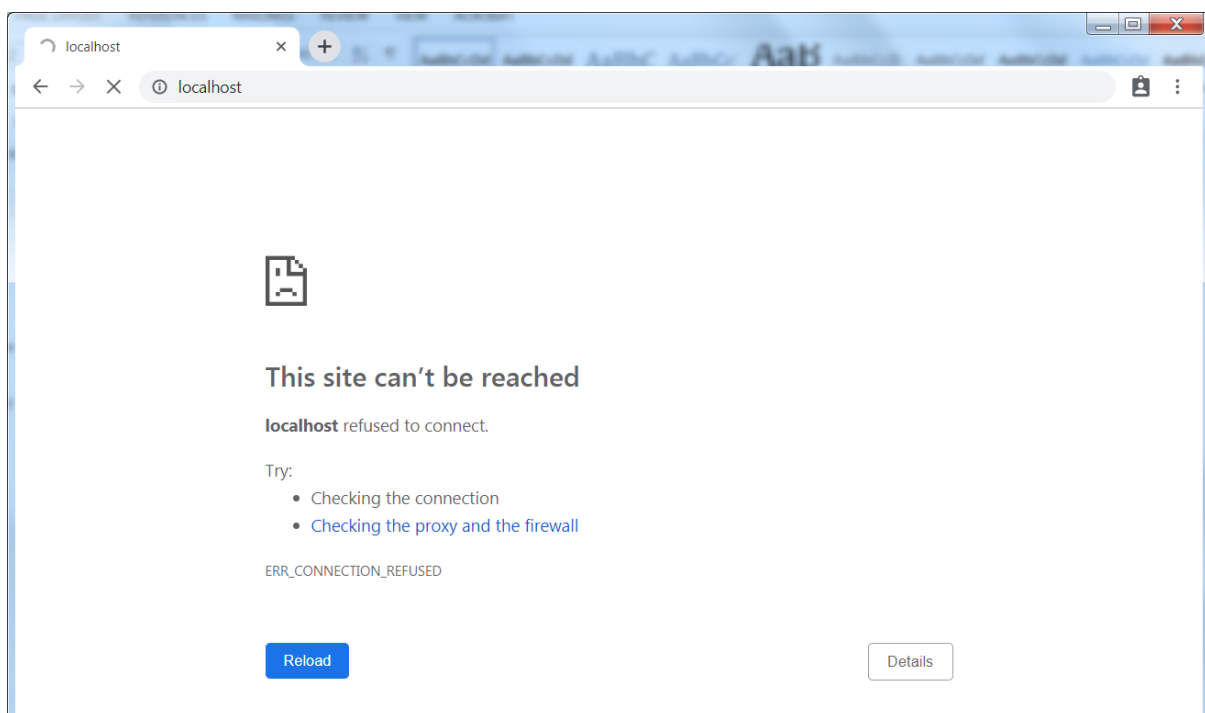 localhost
localhost
This site can't be reached
localhost refused to connect.
Try:
Checking the connection
Checking the proxy and the firewall
ERR_CONNECTION_REFUSED
Reload
Details